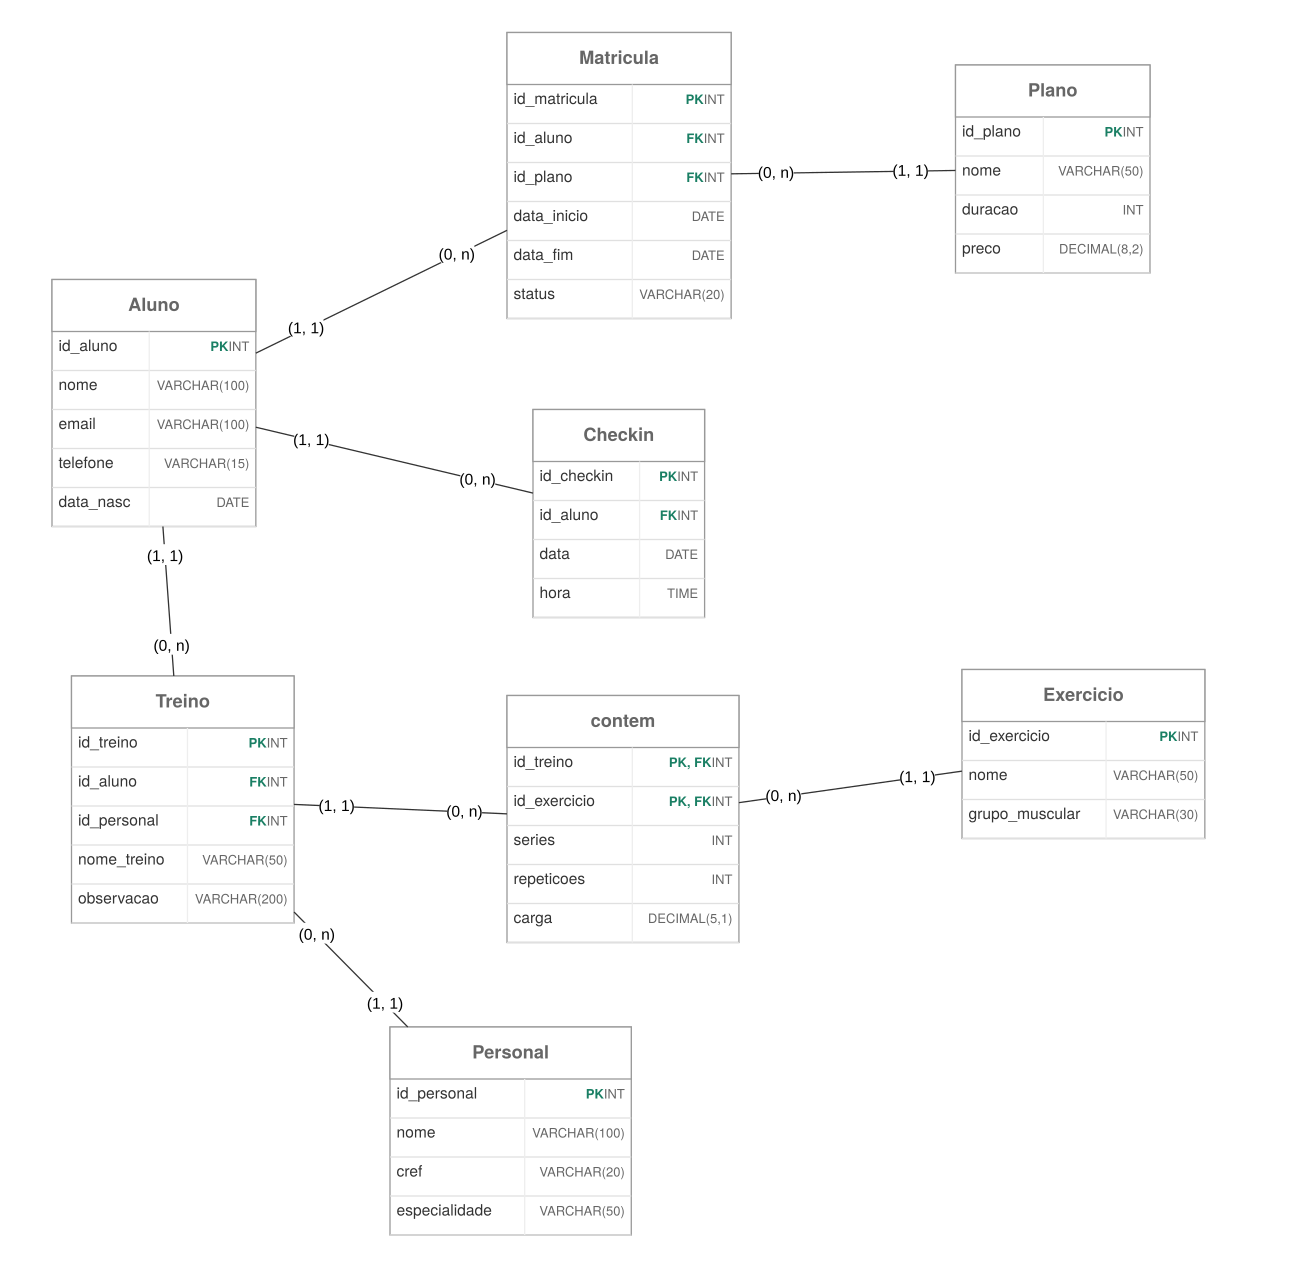 Matricula
id_matricula PKINT
id_aluno FKINT
id_plano FKINT
data_inicio DATE
data_fim DATE
status VARCHAR(20)
Plano
id_plano PKINT
nome VARCHAR(50)
duracao INT
preco DECIMAL(8,2)
(0, n)
(1, 1)
(0, n)
(1, 1)
Aluno
id_aluno PKINT
nome VARCHAR(100)
email VARCHAR(100)
telefone VARCHAR(15)
data_nasc DATE
(1, 1)
(0, n)
Checkin
id_checkin PKINT
id_aluno FKINT
data DATE
hora TIME
(1, 1)
(0, n)
Treino
id_treino PKINT
id_aluno FKINT
id_personal FKINT
nome_treino VARCHAR(50)
observacao VARCHAR(200)
(1, 1)
(0, n)
contem
id_treino PK, FKINT
id_exercicio PK, FKINT
series INT
repeticoes INT
carga DECIMAL(5,1)
(0, n)
(1, 1)
Exercicio
id_exercicio PKINT
nome VARCHAR(50)
grupo_muscular VARCHAR(30)
(0, n)
(1, 1)
Personal
id_personal PKINT
nome VARCHAR(100)
cref VARCHAR(20)
especialidade VARCHAR(50)